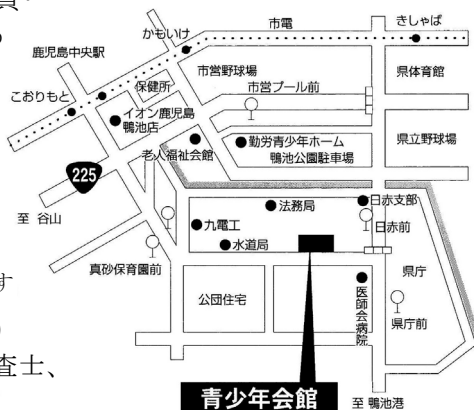 市電
きしゃば
かもいけ
鹿児島中央駅
市営野球場
県体育館
保健所
市営プール前
こおりもと
イオン鹿児島
鴨池店
県立野球場
勤労青少年ホーム
老人福祉会館
鴨池公園駐車場
225
法務局
日赤支部
至 谷山
九電工
日赤前
水道局
真砂保育園前
県庁
す
公団住宅
医師会病院
県庁前
査士、
青少年会館
至 鴨池港